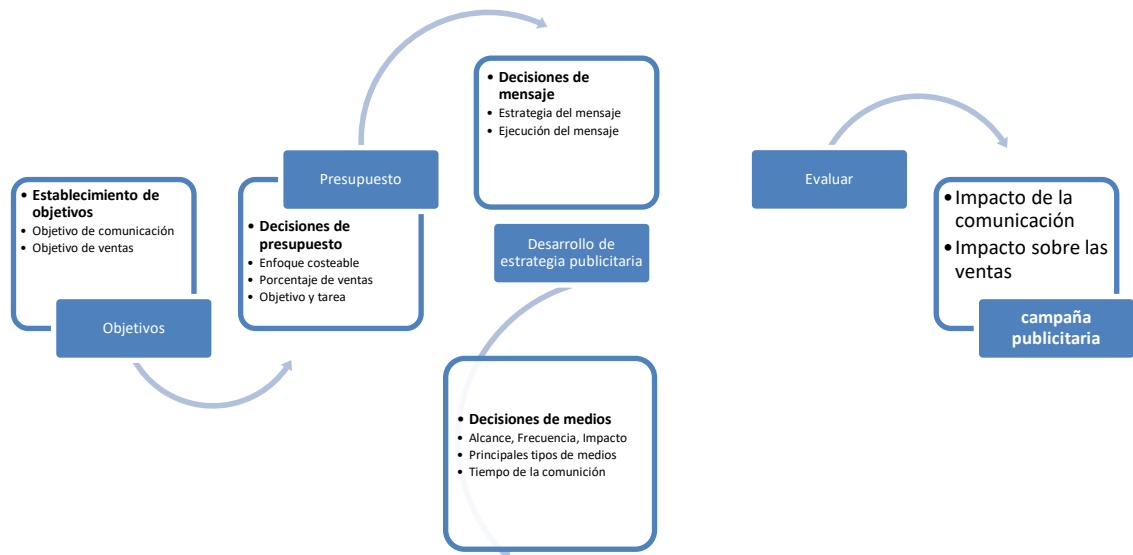 • Establecimiento de
objetivos
• Objetivo de comunicación
• Objetivo de ventas
Objetivos
Presupuesto
• Decisiones de
presupuesto
• Enfoque costeable
• Porcentaje de ventas
• Objetivo y tarea
• Decisiones de
mensaje
• Estrategia del mensaje
• Ejecución del mensaje
Desarrollo de
estrategia publicitaria
• Decisiones de medios
• Alcance, Frecuencia, Impacto
• Principales tipos de medios
• Tiempo de la comunición
Evaluar
• Impacto de la
comunicación
• Impacto sobre las
ventas
campaña
publicitaria